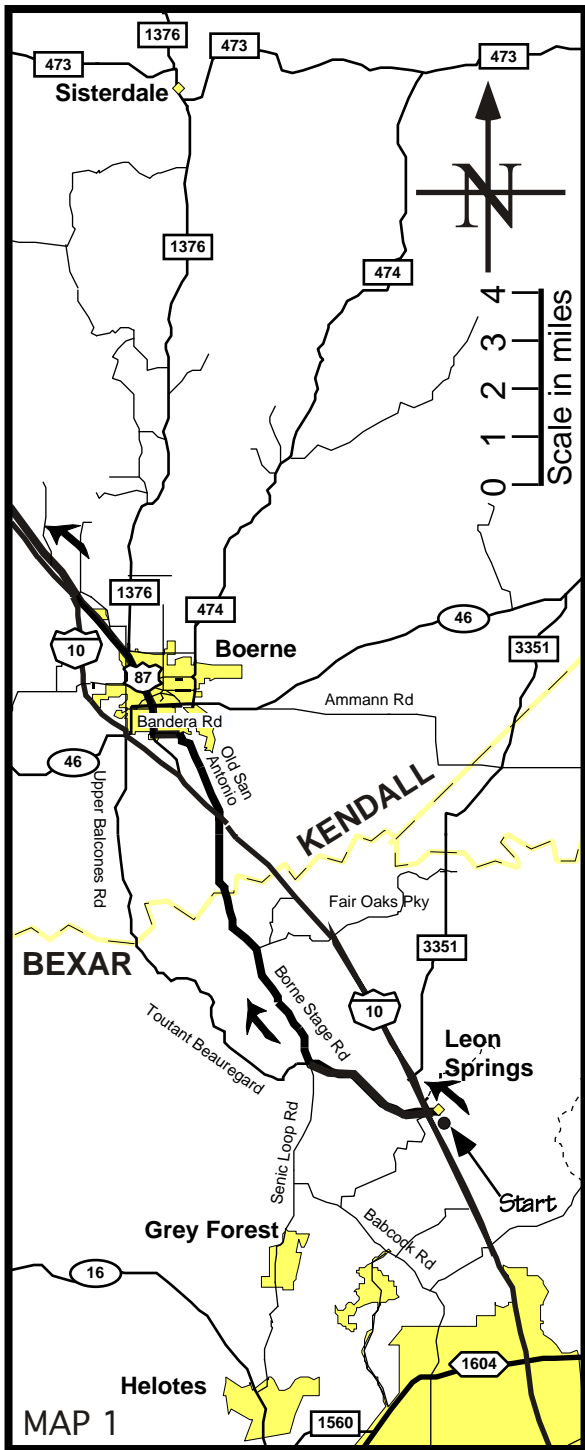 1376
473
473
473
Sisterdale
N
1376
474
4
3
2
1
0
Scale in miles
1376
474
46
10
Boerne
3351
87
Ammann Rd
Bandera Rd
Old San
Antonio
46
Upper Balcones Rd
KENDALL
Fair Oaks Pky
BEXAR
3351
Borne Stage Rd
10
Toutant Beauregard
Leon
Springs
Senic Loop Rd
Start
Grey Forest
Babcock Rd
16
1604
Helotes
1560
MAP 1